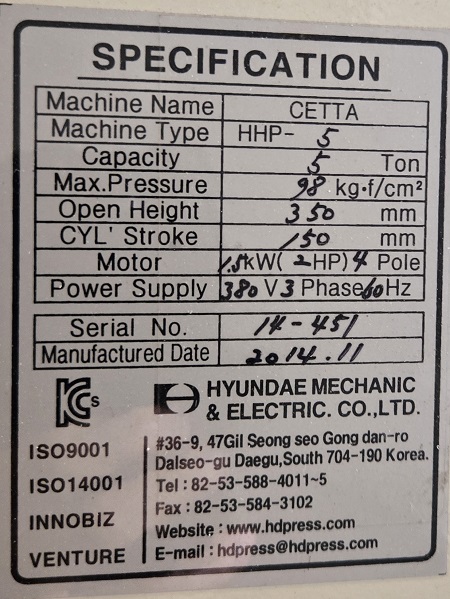 SPECIFICATION
Machine Name CETTA
Machine Type HHP- 5
Capacity 5 Ton
Max.Pressure 98 kg•f/cm²
Open Height 350 mm
CYL' Stroke 150 mm
Motor 1.5kW( 2HP) 4 Pole
Power Supply 380 V 3 Phase 60Hz
Serial No. 14-451
Manufactured Date 2014.11
KCs
HYUNDAE MECHANIC
& ELECTRIC. CO.,LTD.
ISO9001
ISO14001
INNOBIZ
VENTURE
#36-9, 47Gil Seong seo Gong dan-ro
Dalseo-gu Daegu,South 704-190 Korea.
Tel : 82-53-588-4011~5
Fax : 82-53-584-3102
Website : www.hdpress.com
E-mail : hdpress@hdpress.com